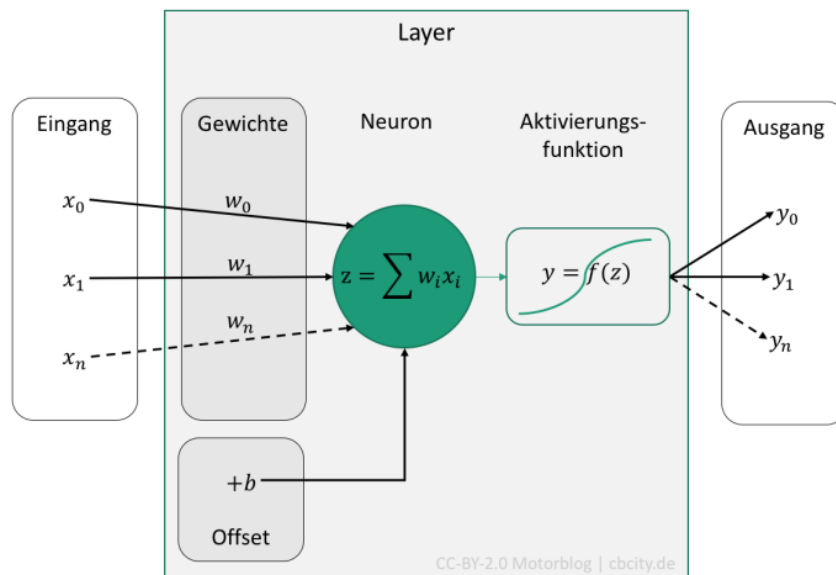 Layer
Eingang
Gewichte
Neuron
Aktivierungs-
funktion
Ausgang
x₀
w₀
y₀
x₁
w₁
z = ∑ wᵢxᵢ
y = f(z)
y₁
wₙ
xₙ
yₙ
+b
Offset
CC-BY-2.0 Motorblog | cbcity.de